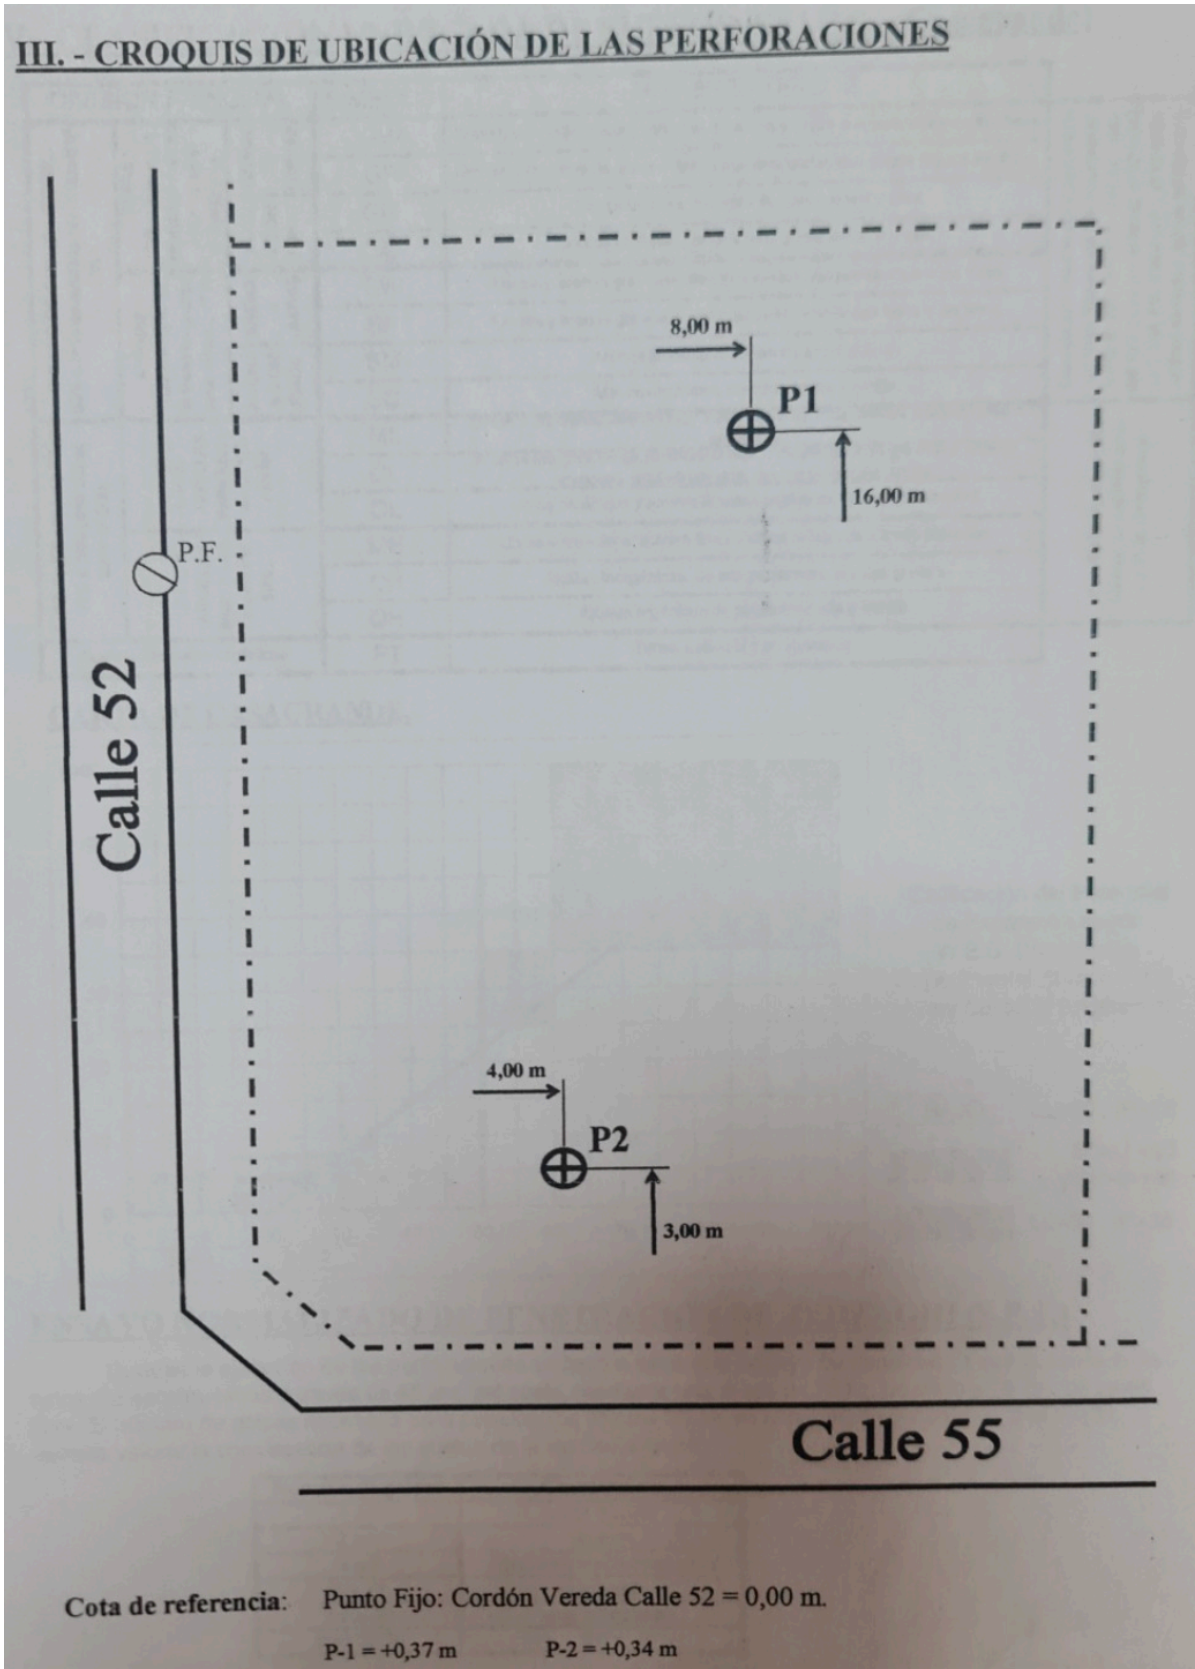 III. - CROQUIS DE UBICACIÓN DE LAS PERFORACIONES
8,00 m
P1
16,00 m
P.F.
Calle 52
4,00 m
P2
3,00 m
Calle 55
Cota de referencia: Punto Fijo: Cordón Vereda Calle 52 = 0,00 m.
P-1 = +0,37 m P-2 = +0,34 m